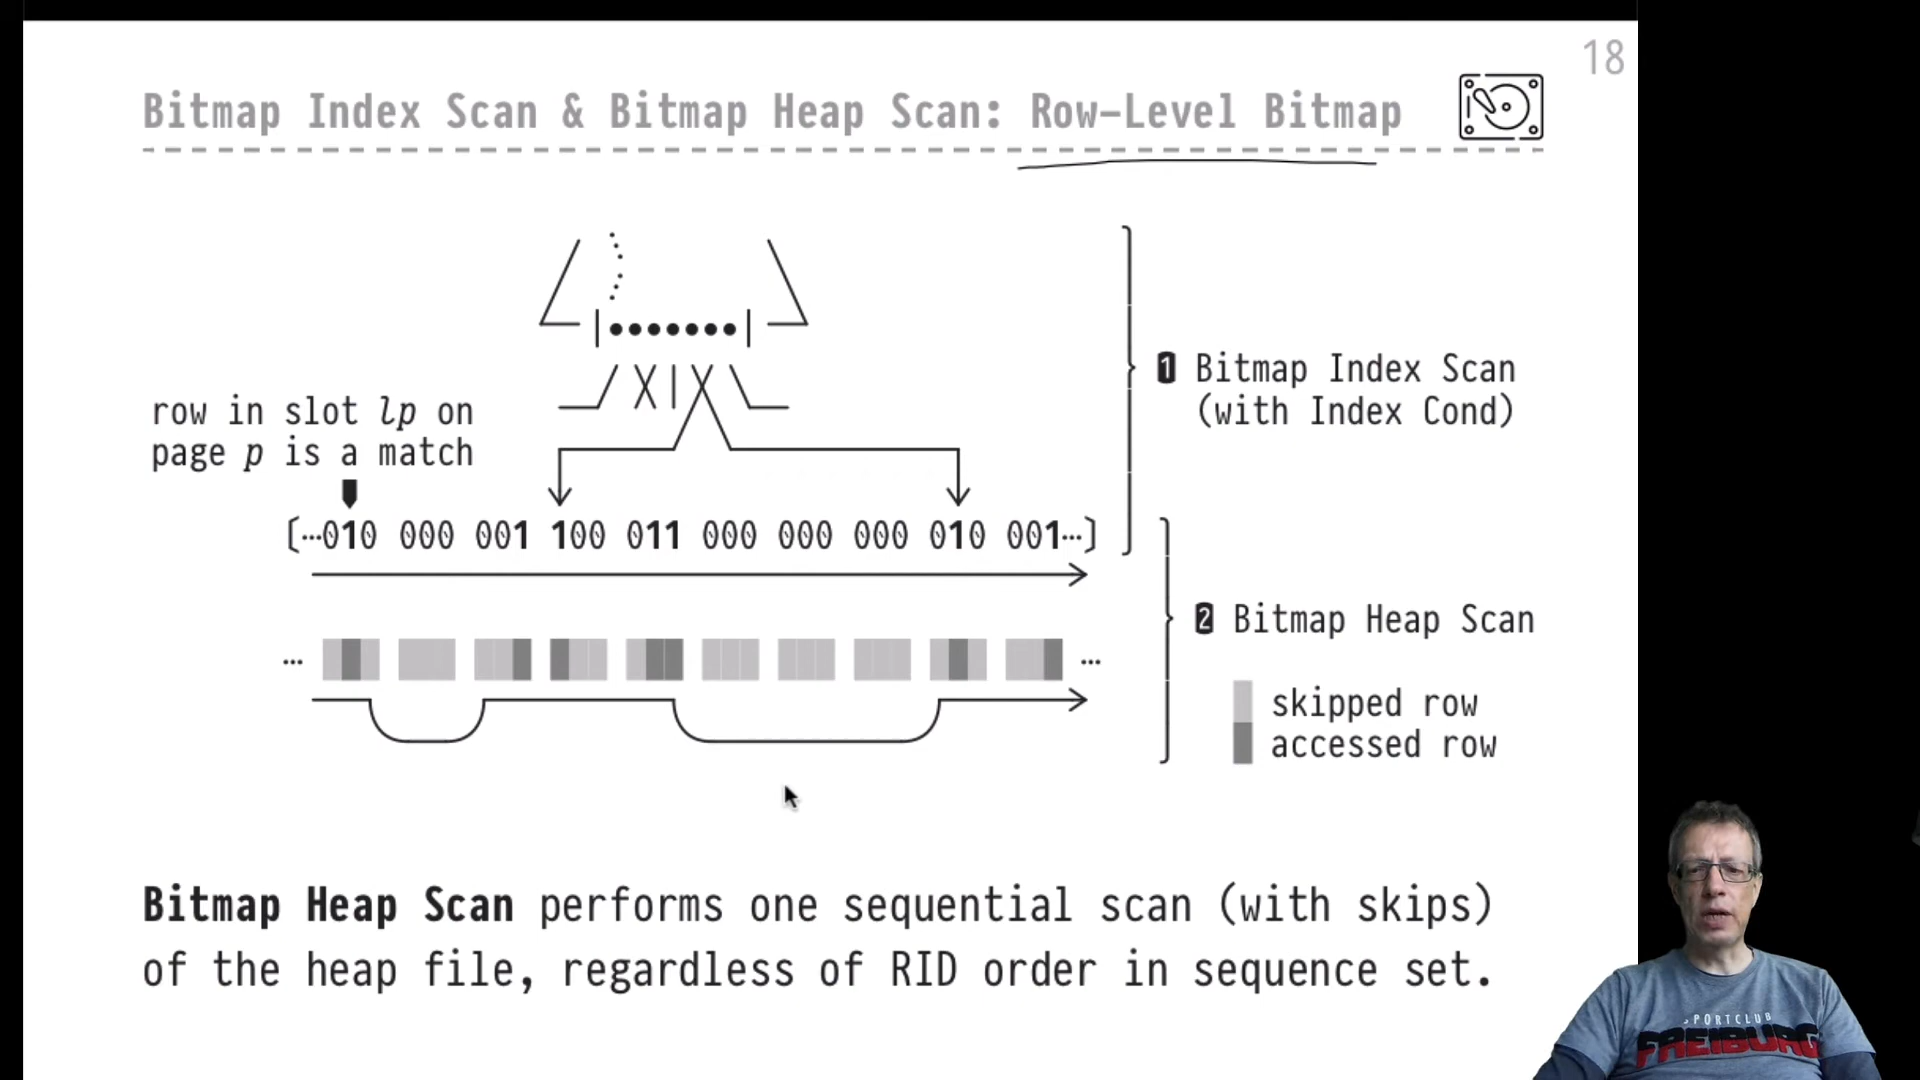 18
Bitmap Index Scan & Bitmap Heap Scan: Row-Level Bitmap
row in slot lp on
page p is a match
1 Bitmap Index Scan
(with Index Cond)
[⋯010 000 001 100 011 000 000 000 010 001⋯]
2 Bitmap Heap Scan
⋯ ⋯
skipped row
accessed row
Bitmap Heap Scan performs one sequential scan (with skips)
of the heap file, regardless of RID order in sequence set.
SPORTCLUB
FREIBURG